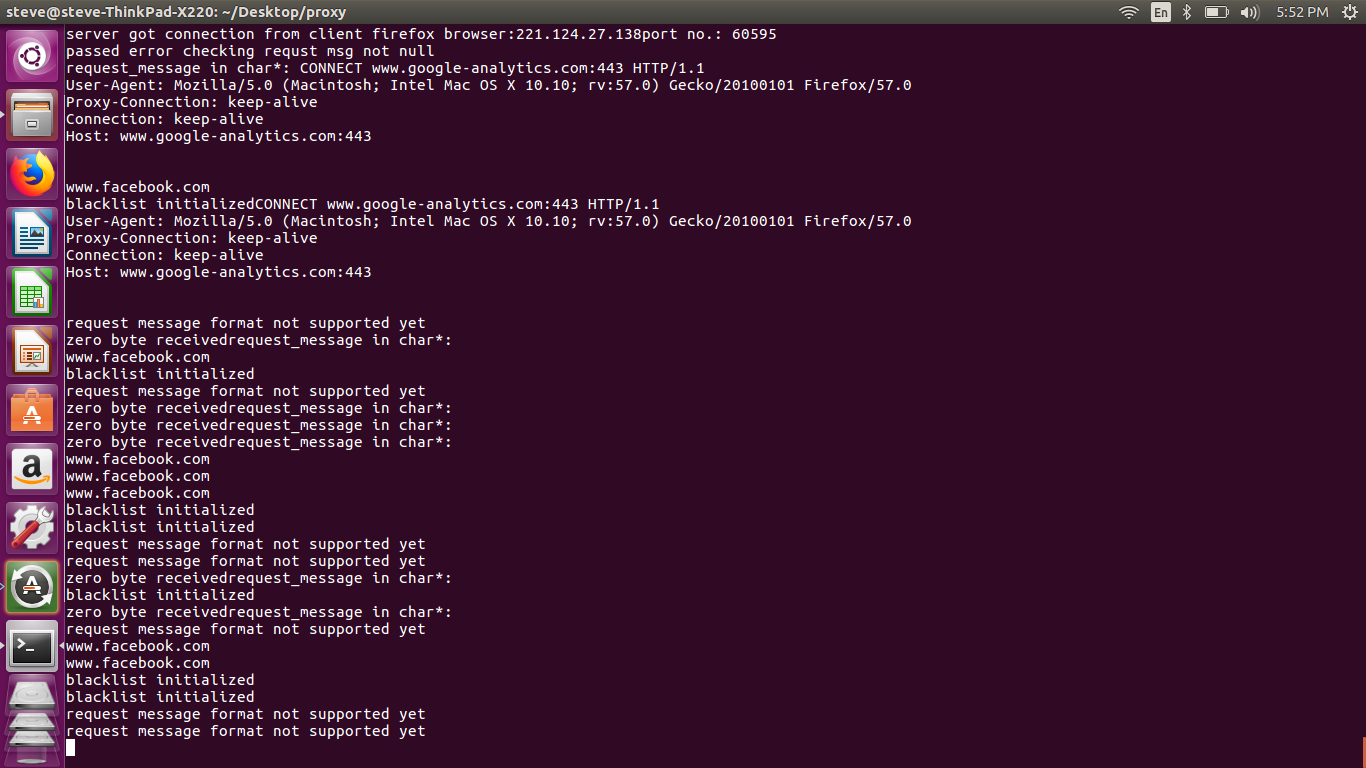 steve@steve-ThinkPad-X220: ~/Desktop/proxy
En
5:52 PM
server got connection from client firefox browser:221.124.27.138port no.: 60595
passed error checking requst msg not null
request_message in char*: CONNECT www.google-analytics.com:443 HTTP/1.1
User-Agent: Mozilla/5.0 (Macintosh; Intel Mac OS X 10.10; rv:57.0) Gecko/20100101 Firefox/57.0
Proxy-Connection: keep-alive
Connection: keep-alive
Host: www.google-analytics.com:443
www.facebook.com
blacklist initializedCONNECT www.google-analytics.com:443 HTTP/1.1
User-Agent: Mozilla/5.0 (Macintosh; Intel Mac OS X 10.10; rv:57.0) Gecko/20100101 Firefox/57.0
Proxy-Connection: keep-alive
Connection: keep-alive
Host: www.google-analytics.com:443
request message format not supported yet
zero byte receivedrequest_message in char*:
www.facebook.com
blacklist initialized
request message format not supported yet
zero byte receivedrequest_message in char*:
zero byte receivedrequest_message in char*:
zero byte receivedrequest_message in char*:
www.facebook.com
www.facebook.com
www.facebook.com
blacklist initialized
blacklist initialized
request message format not supported yet
request message format not supported yet
zero byte receivedrequest_message in char*:
blacklist initialized
zero byte receivedrequest_message in char*:
request message format not supported yet
www.facebook.com
www.facebook.com
blacklist initialized
blacklist initialized
request message format not supported yet
request message format not supported yet